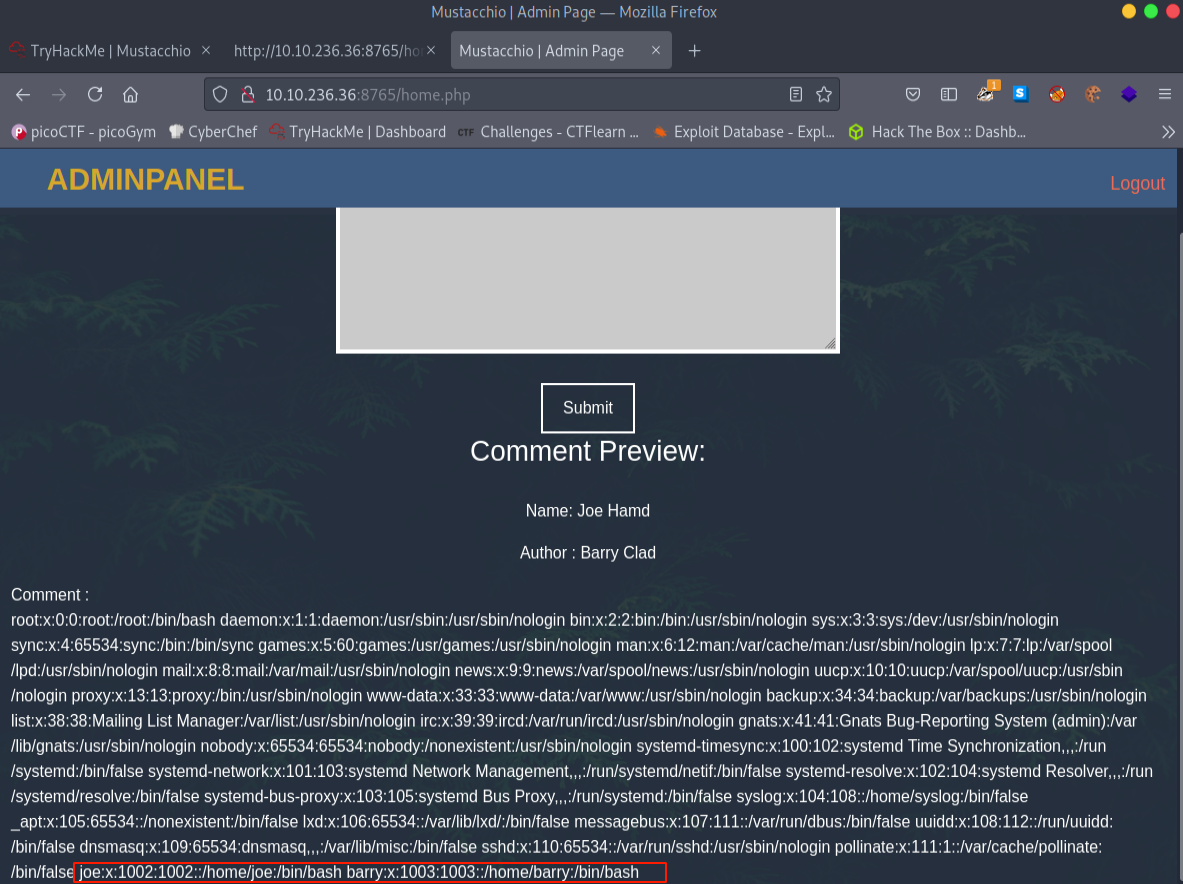 Mustacchio | Admin Page — Mozilla Firefox
TryHackMe | Mustacchio × http://10.10.236.36:8765/ho × Mustacchio | Admin Page × +
10.10.236.36:8765/home.php 1 S
P picoCTF - picoGym CyberChef TryHackMe | Dashboard CTF Challenges - CTFlearn ... Exploit Database - Expl... Hack The Box :: Dashb...
ADMINPANEL Logout
Submit
Comment Preview:
Name: Joe Hamd
Author : Barry Clad
Comment :
root:x:0:0:root:/root:/bin/bash daemon:x:1:1:daemon:/usr/sbin:/usr/sbin/nologin bin:x:2:2:bin:/bin:/usr/sbin/nologin sys:x:3:3:sys:/dev:/usr/sbin/nologin
sync:x:4:65534:sync:/bin:/bin/sync games:x:5:60:games:/usr/games:/usr/sbin/nologin man:x:6:12:man:/var/cache/man:/usr/sbin/nologin lp:x:7:7:lp:/var/spool
/lpd:/usr/sbin/nologin mail:x:8:8:mail:/var/mail:/usr/sbin/nologin news:x:9:9:news:/var/spool/news:/usr/sbin/nologin uucp:x:10:10:uucp:/var/spool/uucp:/usr/sbin
/nologin proxy:x:13:13:proxy:/bin:/usr/sbin/nologin www-data:x:33:33:www-data:/var/www:/usr/sbin/nologin backup:x:34:34:backup:/var/backups:/usr/sbin/nologin
list:x:38:38:Mailing List Manager:/var/list:/usr/sbin/nologin irc:x:39:39:ircd:/var/run/ircd:/usr/sbin/nologin gnats:x:41:41:Gnats Bug-Reporting System (admin):/var
/lib/gnats:/usr/sbin/nologin nobody:x:65534:65534:nobody:/nonexistent:/usr/sbin/nologin systemd-timesync:x:100:102:systemd Time Synchronization,,,:/run
/systemd:/bin/false systemd-network:x:101:103:systemd Network Management,,,:/run/systemd/netif:/bin/false systemd-resolve:x:102:104:systemd Resolver,,,:/run
/systemd/resolve:/bin/false systemd-bus-proxy:x:103:105:systemd Bus Proxy,,,:/run/systemd:/bin/false syslog:x:104:108::/home/syslog:/bin/false
_apt:x:105:65534::/nonexistent:/bin/false lxd:x:106:65534::/var/lib/lxd/:/bin/false messagebus:x:107:111::/var/run/dbus:/bin/false uuidd:x:108:112::/run/uuidd:
/bin/false dnsmasq:x:109:65534:dnsmasq,,,:/var/lib/misc:/bin/false sshd:x:110:65534::/var/run/sshd:/usr/sbin/nologin pollinate:x:111:1::/var/cache/pollinate:
/bin/false joe:x:1002:1002::/home/joe:/bin/bash barry:x:1003:1003::/home/barry:/bin/bash